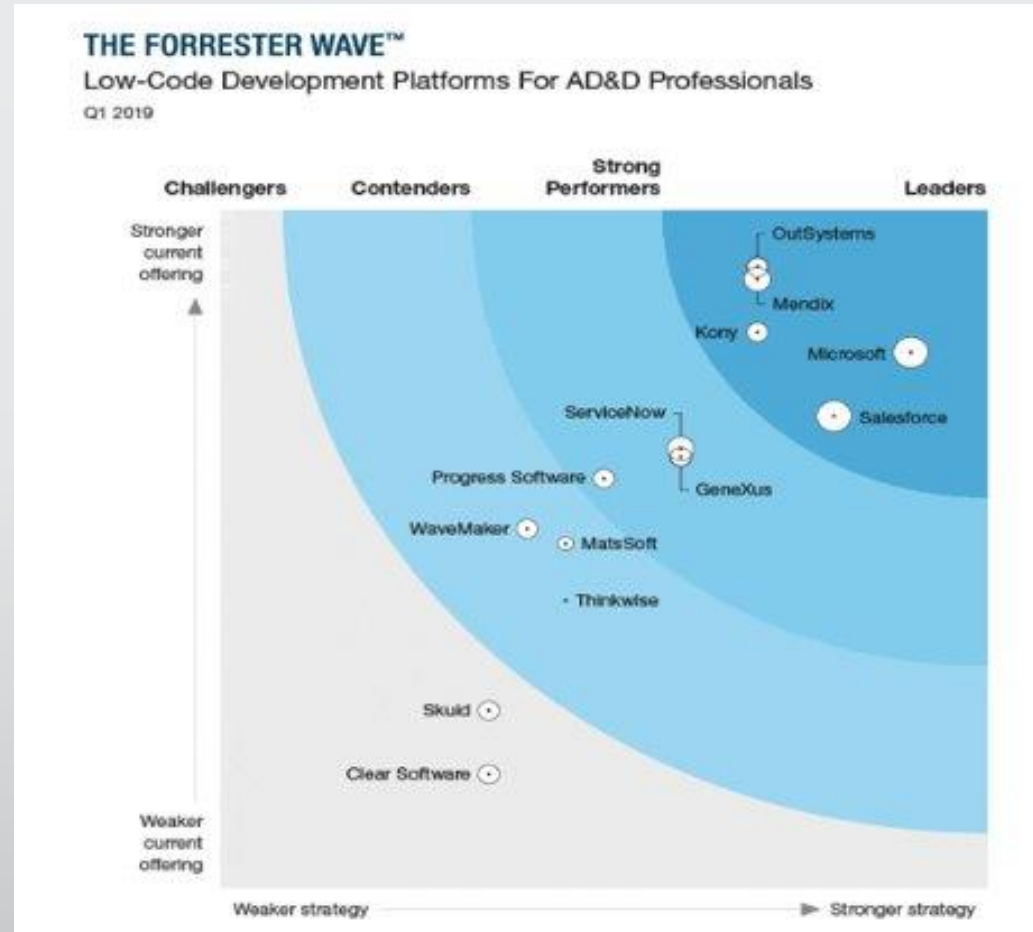 THE FORRESTER WAVE™
Low-Code Development Platforms For AD&D Professionals
Q1 2019
Challengers
Contenders
Strong
Performers
Leaders
Stronger
current
offering
OutSystems
Mendix
Kony
Microsoft
Salesforce
ServiceNow
GeneXus
Progress Software
WaveMaker
MatsSoft
Thinkwise
Skuid
Clear Software
Weaker
current
offering
Weaker strategy
Stronger strategy